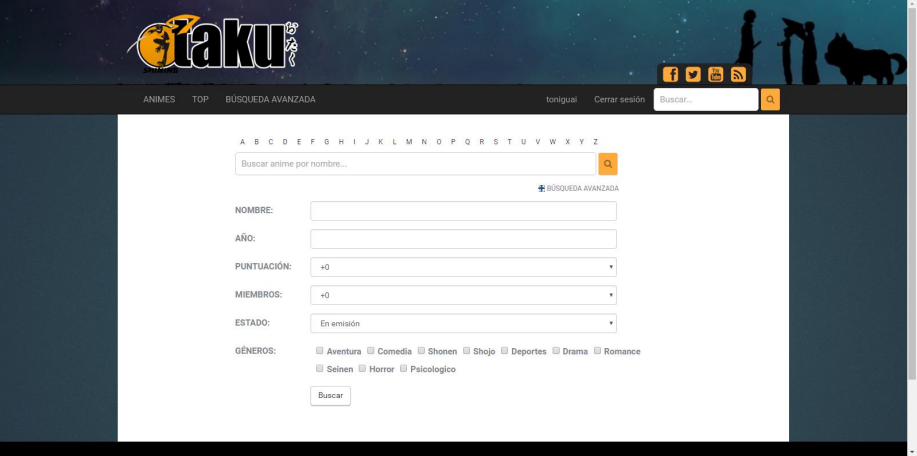 Otaku
おたく
ANIMES TOP BÚSQUEDA AVANZADA toniguai Cerrar sesión Buscar...
A B C D E F G H I J K L M N O P Q R S T U V W X Y Z
Buscar anime por nombre...
BÚSQUEDA AVANZADA
NOMBRE:
AÑO:
PUNTUACIÓN: +0
MIEMBROS: +0
ESTADO: En emisión
GÉNEROS: Aventura Comedia Shonen Shojo Deportes Drama Romance
Seinen Horror Psicologico
Buscar